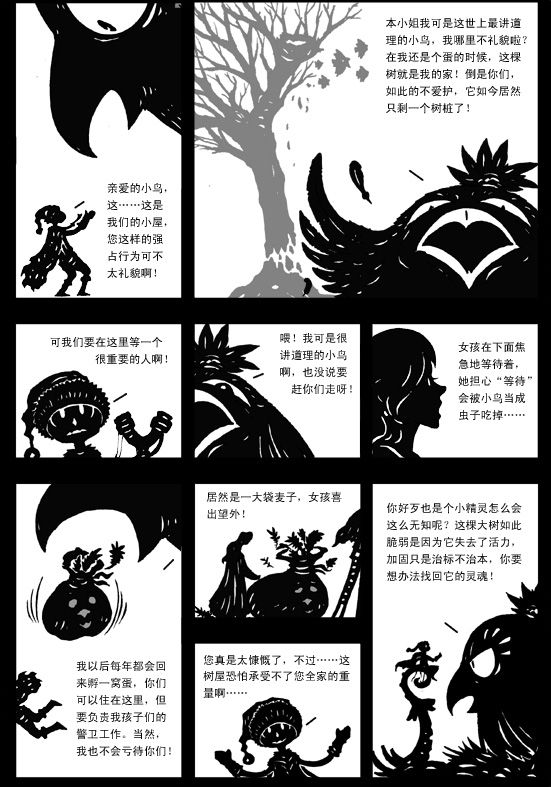 亲爱的小鸟，
这……这是
我们的小屋，
您这样的强
占行为可不
太礼貌啊！
本小姐我可是这世上最讲道
理的小鸟，我哪里不礼貌啦？
在我还是个蛋的时候，这棵
树就是我的家！倒是你们，
如此的不爱护，它如今居然
只剩一个树桩了！
可我们要在这里等一个
很重要的人啊！
喂！我可是很
讲道理的小鸟
啊，也没说要
赶你们走呀！
女孩在下面焦
急地等待着，
她担心“等待”
会被小鸟当成
虫子吃掉……
我以后每年都会回
来孵一窝蛋，你们
可以住在这里，但
要负责我孩子们的
警卫工作。当然，
我也不会亏待你们！
居然是一大袋麦子，女孩喜
出望外！
您真是太慷慨了，不过……这
树屋恐怕承受不了您全家的重
量啊……
你好歹也是个小精灵怎么会
这么无知呢？这棵大树如此
脆弱是因为它失去了活力，
加固只是治标不治本，你要
想办法找回它的灵魂！